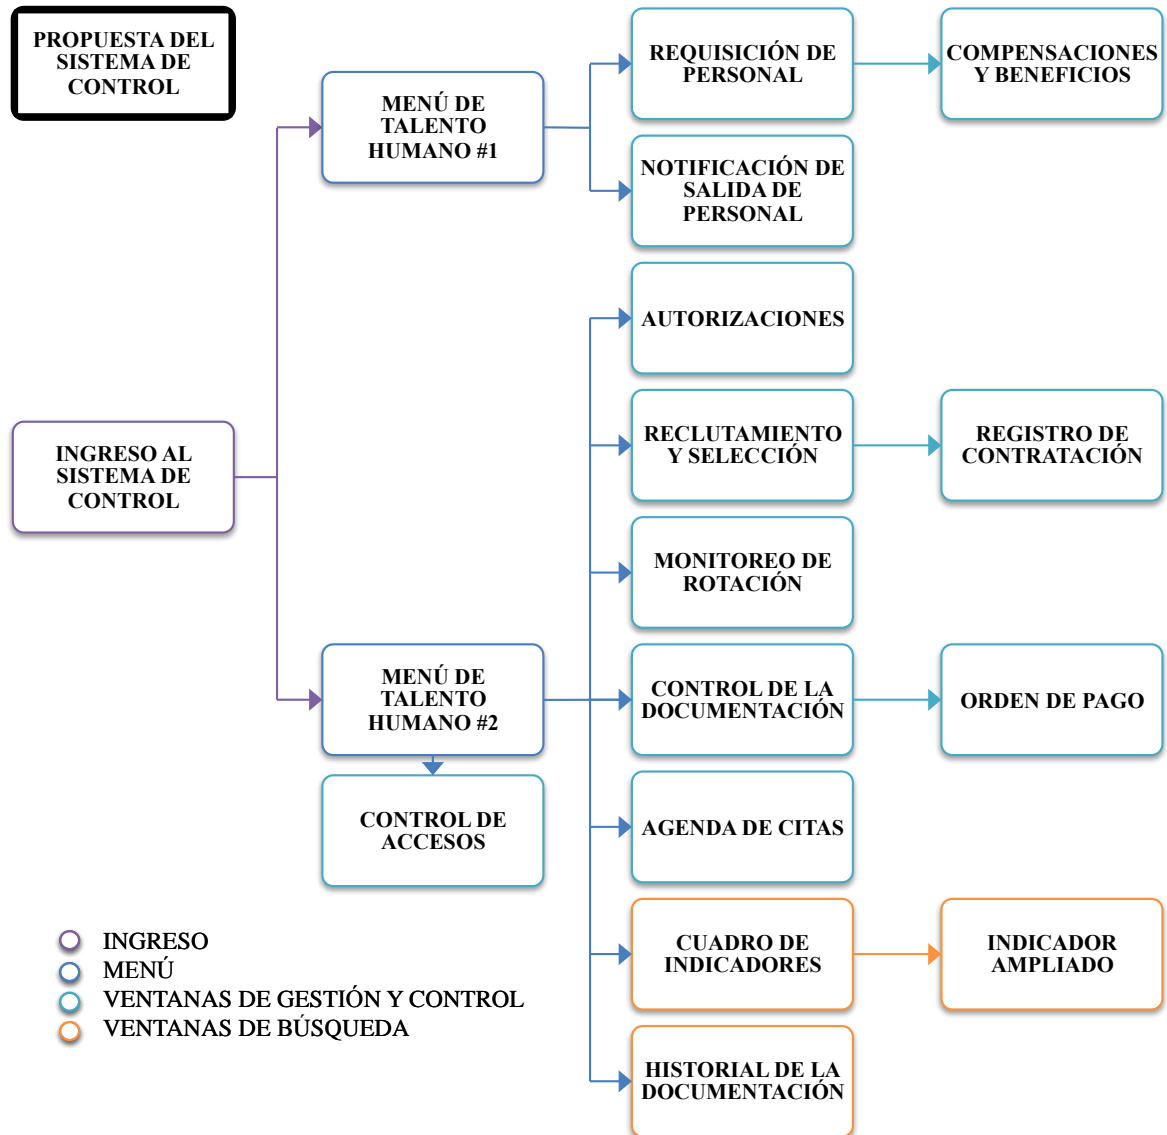 PROPUESTA DEL
SISTEMA DE
CONTROL
MENÚ DE
TALENTO
HUMANO #1
REQUISICIÓN DE
PERSONAL
COMPENSACIONES
Y BENEFICIOS
NOTIFICACIÓN DE
SALIDA DE
PERSONAL
AUTORIZACIONES
INGRESO AL
SISTEMA DE
CONTROL
RECLUTAMIENTO
Y SELECCIÓN
REGISTRO DE
CONTRATACIÓN
MONITOREO DE
ROTACIÓN
MENÚ DE
TALENTO
HUMANO #2
CONTROL DE LA
DOCUMENTACIÓN
ORDEN DE PAGO
CONTROL DE
ACCESOS
AGENDA DE CITAS
CUADRO DE
INDICADORES
INDICADOR
AMPLIADO
HISTORIAL DE LA
DOCUMENTACIÓN
INGRESO
MENÚ
VENTANAS DE GESTIÓN Y CONTROL
VENTANAS DE BÚSQUEDA